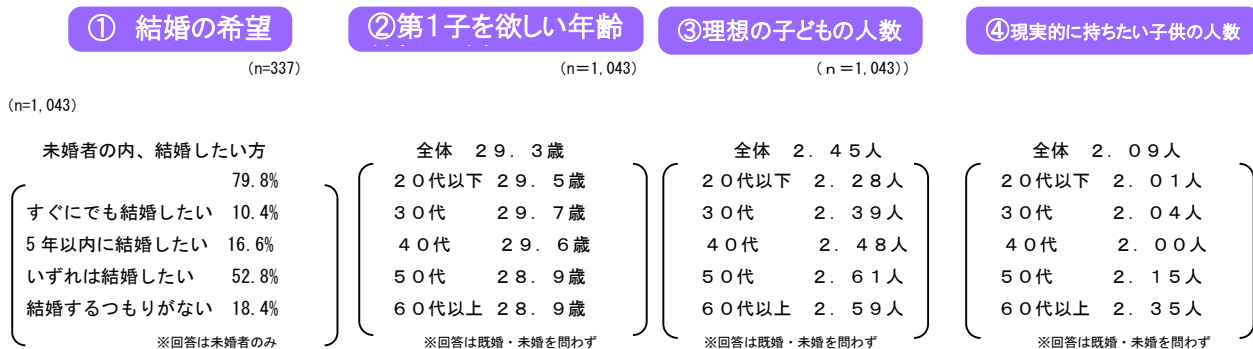 ① 結婚の希望
(n=337)
(n=1,043)
未婚者の内、結婚したい方
79.8%
すぐにでも結婚したい 10.4%
5年以内に結婚したい 16.6%
いずれは結婚したい 52.8%
結婚するつもりがない 18.4%
※回答は未婚者のみ
②第1子を欲しい年齢
(n=1,043)
全体 29.3歳
20代以下 29.5歳
30代 29.7歳
40代 29.6歳
50代 28.9歳
60代以上 28.9歳
※回答は既婚・未婚を問わず
③理想の子どもの人数
(n=1,043))
全体 2.45人
20代以下 2.28人
30代 2.39人
40代 2.48人
50代 2.61人
60代以上 2.59人
※回答は既婚・未婚を問わず
④現実的に持ちたい子供の人数
全体 2.09人
20代以下 2.01人
30代 2.04人
40代 2.00人
50代 2.15人
60代以上 2.35人
※回答は既婚・未婚を問わず